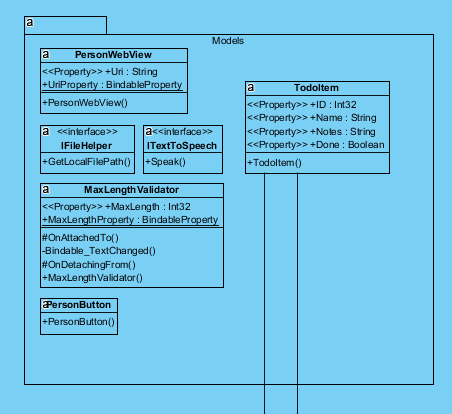 a
Models
a
PersonWebView
<<Property>> +Uri : String
+UriProperty : BindableProperty
+PersonWebView()
a
TodoItem
<<Property>> +ID : Int32
<<Property>> +Name : String
<<Property>> +Notes : String
<<Property>> +Done : Boolean
+TodoItem()
a
<<interface>>
IFileHelper
+GetLocalFilePath()
a
<<interface>>
ITextToSpeech
+Speak()
a
MaxLengthValidator
<<Property>> +MaxLength : Int32
+MaxLengthProperty : BindableProperty
#OnAttachedTo()
-Bindable_TextChanged()
#OnDetachingFrom()
+MaxLengthValidator()
a
PersonButton
+PersonButton()